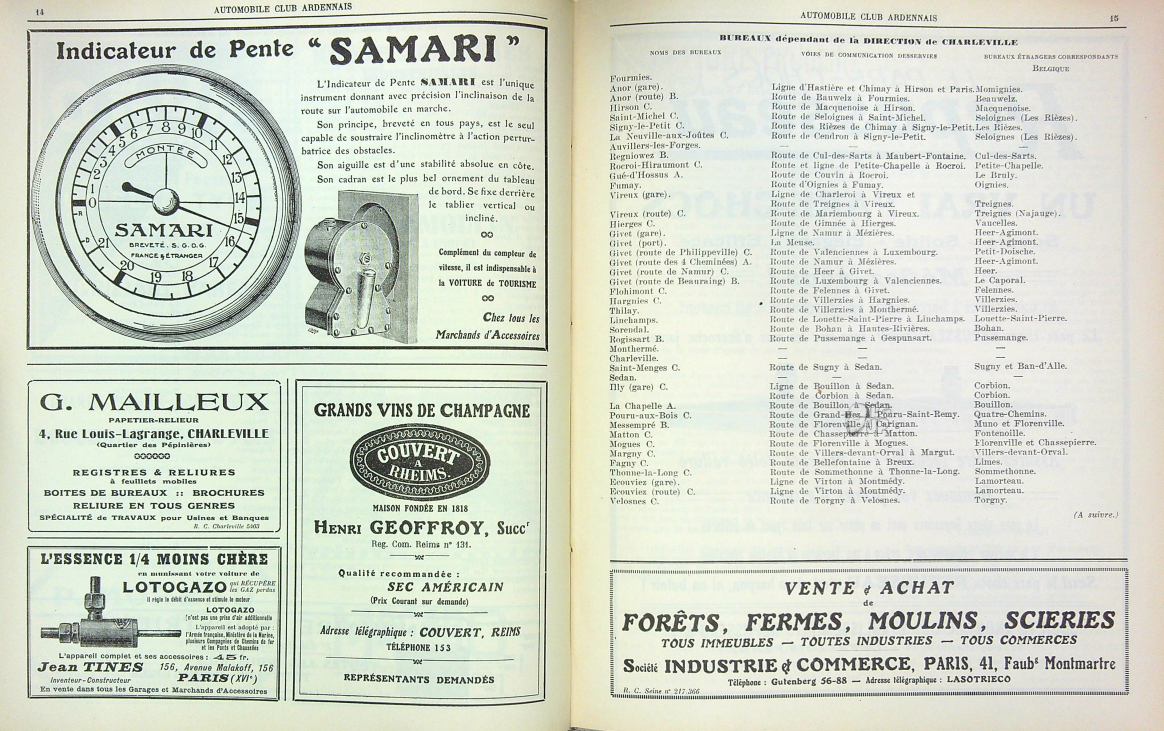 14
AUTOMOBILE CLUB ARDENNAIS
Indicateur de Pente “ SAMARI ”
L'Indicateur de Pente SAMARI est l'unique
instrument donnant avec précision l'inclinaison de la
route sur l'automobile en marche.
Son principe, breveté en tous pays, est le seul
capable de soustraire l'inclinomètre à l'action pertur-
batrice des obstacles.
Son aiguille est d'une stabilité absolue en côte.
Son cadran est le plus bel ornement du tableau
de bord. Se fixe derrière
le tablier vertical ou
incliné.
Complément du compteur de
vitesse, il est indispensable à
la VOITURE de TOURISME
Chez tous les
Marchands d'Accessoires
MONTÉE
R 0 1 2 3 4 5 6 7 8 9 10 11 12 13 14 15 16 17 18 19 20 21 D
SAMARI
BREVETÉ. S.G.D.G.
FRANCE & ÉTRANGER
G. MAILLEUX
PAPETIER-RELIEUR
4, Rue Louis-Lagrange, CHARLEVILLE
(Quartier des Pépinières)
REGISTRES & RELIURES
à feuillets mobiles
BOITES DE BUREAUX :: BROCHURES
RELIURE EN TOUS GENRES
SPÉCIALITÉ de TRAVAUX pour Usines et Banques
R. C. Charleville 5003
L'ESSENCE 1/4 MOINS CHÈRE
en munissant votre voiture de
LOTOGAZO qui RÉCUPÈRE
les GAZ perdus
il règle le débit d'essence et stimule le moteur
LOTOGAZO
n'est pas une prise d'air additionnelle
L'appareil est adopté par :
l'Armée française, Ministère de la Marine,
plusieurs Compagnies de Chemins de fer
et les Ponts et Chaussées
L'appareil complet et ses accessoires : 45 fr.
Jean TINES 156, Avenue Malakoff, 156
Inventeur-Constructeur PARIS (XVIᵉ)
En vente dans tous les Garages et Marchands d'Accessoires
GRANDS VINS DE CHAMPAGNE
COUVERT
A
RHEIMS
MAISON FONDÉE EN 1818
HENRI GEOFFROY, Succʳ
Reg. Com. Reims nº 131.
Qualité recommandée :
SEC AMÉRICAIN
(Prix Courant sur demande)
Adresse télégraphique : COUVERT, REIMS
TÉLÉPHONE 153
REPRÉSENTANTS DEMANDÉS
AUTOMOBILE CLUB ARDENNAIS
15
BUREAUX dépendant de la DIRECTION de CHARLEVILLE
NOMS DES BUREAUX VOIES DE COMMUNICATION DESSERVIES BUREAUX ÉTRANGERS CORRESPONDANTS
BELGIQUE
Fourmies.
Anor (gare). Ligne d'Hastière et Chimay à Hirson et Paris. Momignies.
Anor (route) B. Route de Bauwelz à Fourmies. Beauwelz.
Hirson C. Route de Macquenoise à Hirson. Macquenoise.
Saint-Michel C. Route de Seloignes à Saint-Michel. Seloignes (Les Rièzes).
Signy-le-Petit C. Route des Rièzes de Chimay à Signy-le-Petit. Les Rièzes.
La Neuville-aux-Joûtes C. Route de Cendron à Signy-le-Petit. Seloignes (Les Rièzes).
Auvillers-les-Forges. — — —
Regniowez B. Route de Cul-des-Sarts à Maubert-Fontaine. Cul-des-Sarts.
Rocroi-Hiraumont C. Route et ligne de Petite-Chapelle à Rocroi. Petite-Chapelle.
Gué-d'Hossus A. Route de Couvin à Rocroi. Le Bruly.
Fumay. Route d'Oignies à Fumay. Oignies.
Vireux (gare). Ligne de Charleroi à Vireux et
Route de Treignes à Vireux. Treignes.
Vireux (route) C. Route de Mariembourg à Vireux. Treignes (Najauge).
Hierges C. Route de Gimnée à Hierges. Vaucelles.
Givet (gare). Ligne de Namur à Mézières. Heer-Agimont.
Givet (port). La Meuse. Heer-Agimont.
Givet (route de Philippeville) C. Route de Valenciennes à Luxembourg. Petit-Doische.
Givet (route des 4 Cheminées) A. Route de Namur à Mézières. Heer-Agimont.
Givet (route de Namur) C. Route de Heer à Givet. Heer.
Givet (route de Beauraing) B. Route de Luxembourg à Valenciennes. Le Caporal.
Flohimont C. Route de Felennes à Givet. Felennes.
Hargnies C. Route de Villerzies à Hargnies. Villerzies.
Thilay. Route de Villerzies à Monthermé. Villerzies.
Linchamps. Route de Louette-Saint-Pierre à Linchamps. Louette-Saint-Pierre.
Sorendal. Route de Bohan à Hautes-Rivières. Bohan.
Rogissart B. Route de Pussemange à Gespunsart. Pussemange.
Monthermé. — — —
Charleville. — — —
Saint-Menges C. Route de Sugny à Sedan. Sugny et Ban-d'Alle.
Sedan. — —
Illy (gare) C. Ligne de Bouillon à Sedan. Corbion.
Route de Corbion à Sedan. Corbion.
La Chapelle A. Route de Bouillon à Sedan. Bouillon.
Pouru-aux-Bois C. Route de Grand-Hez à Pouru-Saint-Remy. Quatre-Chemins.
Messempré B. Route de Florenville à Carignan. Muno et Florenville.
Matton C. Route de Chassepierre à Matton. Fontenoille.
Mogues C. Route de Florenville à Mogues. Florenville et Chassepierre.
Margny C. Route de Villers-devant-Orval à Margut. Villers-devant-Orval.
Fagny C. Route de Bellefontaine à Breux. Limes.
Thonne-la-Long C. Route de Sommethonne à Thonne-la-Long. Sommethonne.
Ecouviez (gare). Ligne de Virton à Montmédy. Lamorteau.
Ecouviez (route) C. Ligne de Virton à Montmédy. Lamorteau.
Velosnes C. Route de Torgny à Velosnes. Torgny.
(A suivre.)
VENTE & ACHAT
de
FORÊTS, FERMES, MOULINS, SCIERIES
TOUS IMMEUBLES — TOUTES INDUSTRIES — TOUS COMMERCES
Société INDUSTRIE & COMMERCE, PARIS, 41, Faubᵍ Montmartre
Téléphone : Gutenberg 56-88 — Adresse télégraphique : LASOTRIECO
R. C. Seine nº 217.366